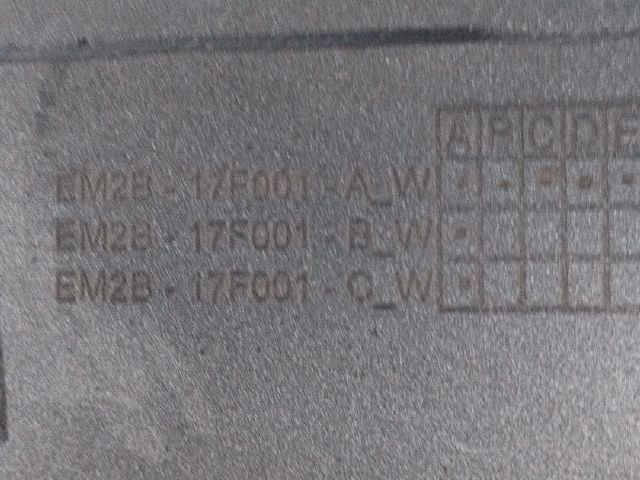 A B C D E
EM2B - 17F001 - A_W
EM2B - 17F001 - B_W
EM2B - 17F001 - C_W